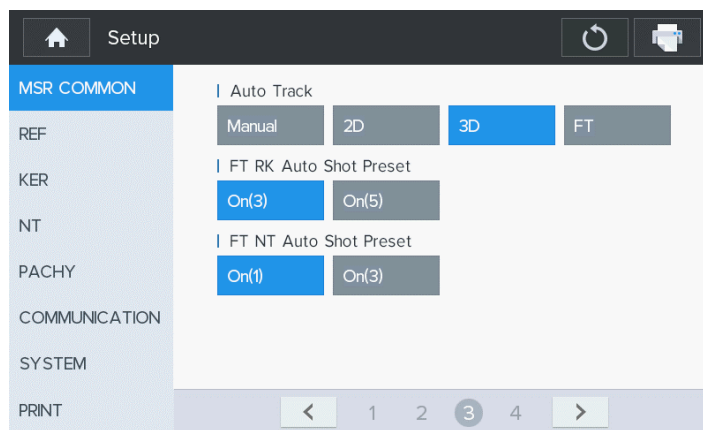 Setup
MSR COMMON
REF
KER
NT
PACHY
COMMUNICATION
SYSTEM
PRINT
Auto Track
Manual 2D 3D FT
FT RK Auto Shot Preset
On(3) On(5)
FT NT Auto Shot Preset
On(1) On(3)
< 1 2 3 4 >